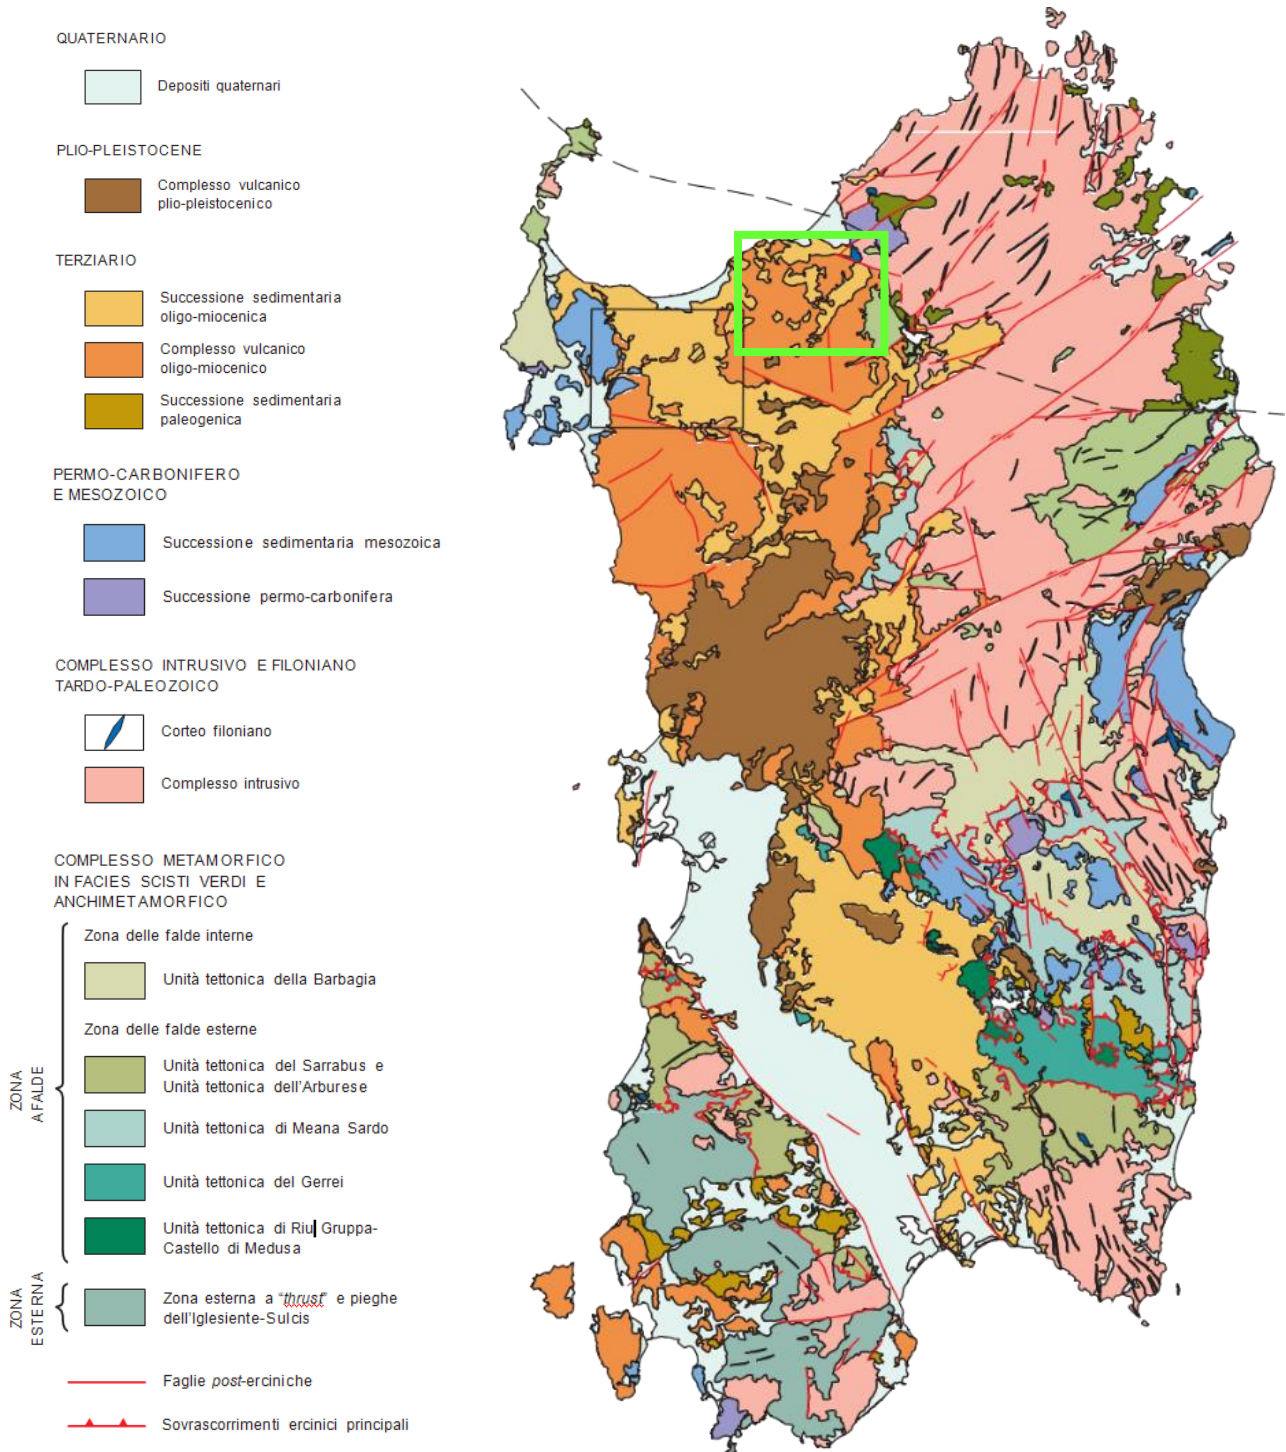 QUATERNARIO
Depositi quaternari
PLIO-PLEISTOCENE
Complesso vulcanico
plio-pleistocenico
TERZIARIO
Successione sedimentaria
oligo-miocenica
Complesso vulcanico
oligo-miocenico
Successione sedimentaria
paleogenica
PERMO-CARBONIFERO
E MESOZOICO
Successione sedimentaria mesozoica
Successione permo-carbonifera
COMPLESSO INTRUSIVO E FILONIANO
TARDO-PALEOZOICO
Corteo filoniano
Complesso intrusivo
COMPLESSO METAMORFICO
IN FACIES SCISTI VERDI E
ANCHIMETAMORFICO
ZONA
A FALDE
Zona delle falde interne
Unità tettonica della Barbagia
Zona delle falde esterne
Unità tettonica del Sarrabus e
Unità tettonica dell'Arburese
Unità tettonica di Meana Sardo
Unità tettonica del Gerrei
Unità tettonica di Riu Gruppa-
Castello di Medusa
ZONA
ESTERNA
Zona esterna a "thrust" e pieghe
dell'Iglesiente-Sulcis
Faglie post-erciniche
Sovrascorrimenti ercinici principali